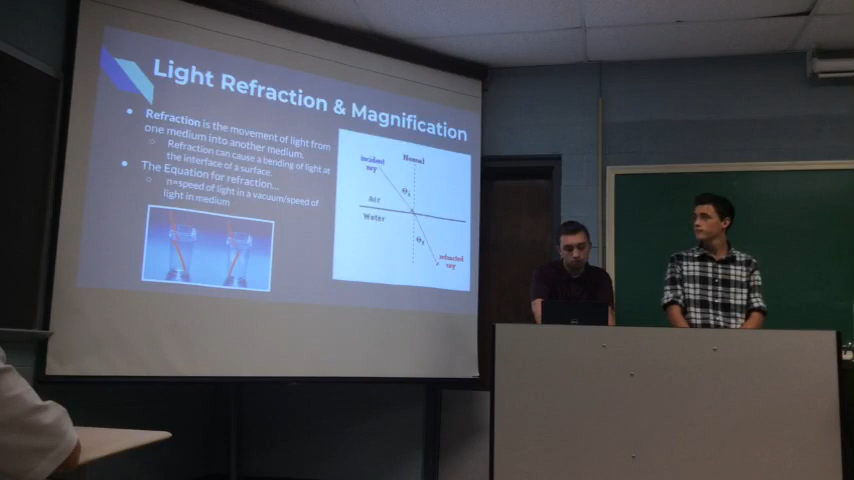 Light Refraction & Magnification
Refraction is the movement of light from
one medium into another medium.
Refraction can cause a bending of light at
the interface of a surface.
The Equation for refraction...
n=speed of light in a vacuum/speed of
light in medium
incident
ray
Normal
Θ₁
Air
Water
Θ₂
refracted
ray